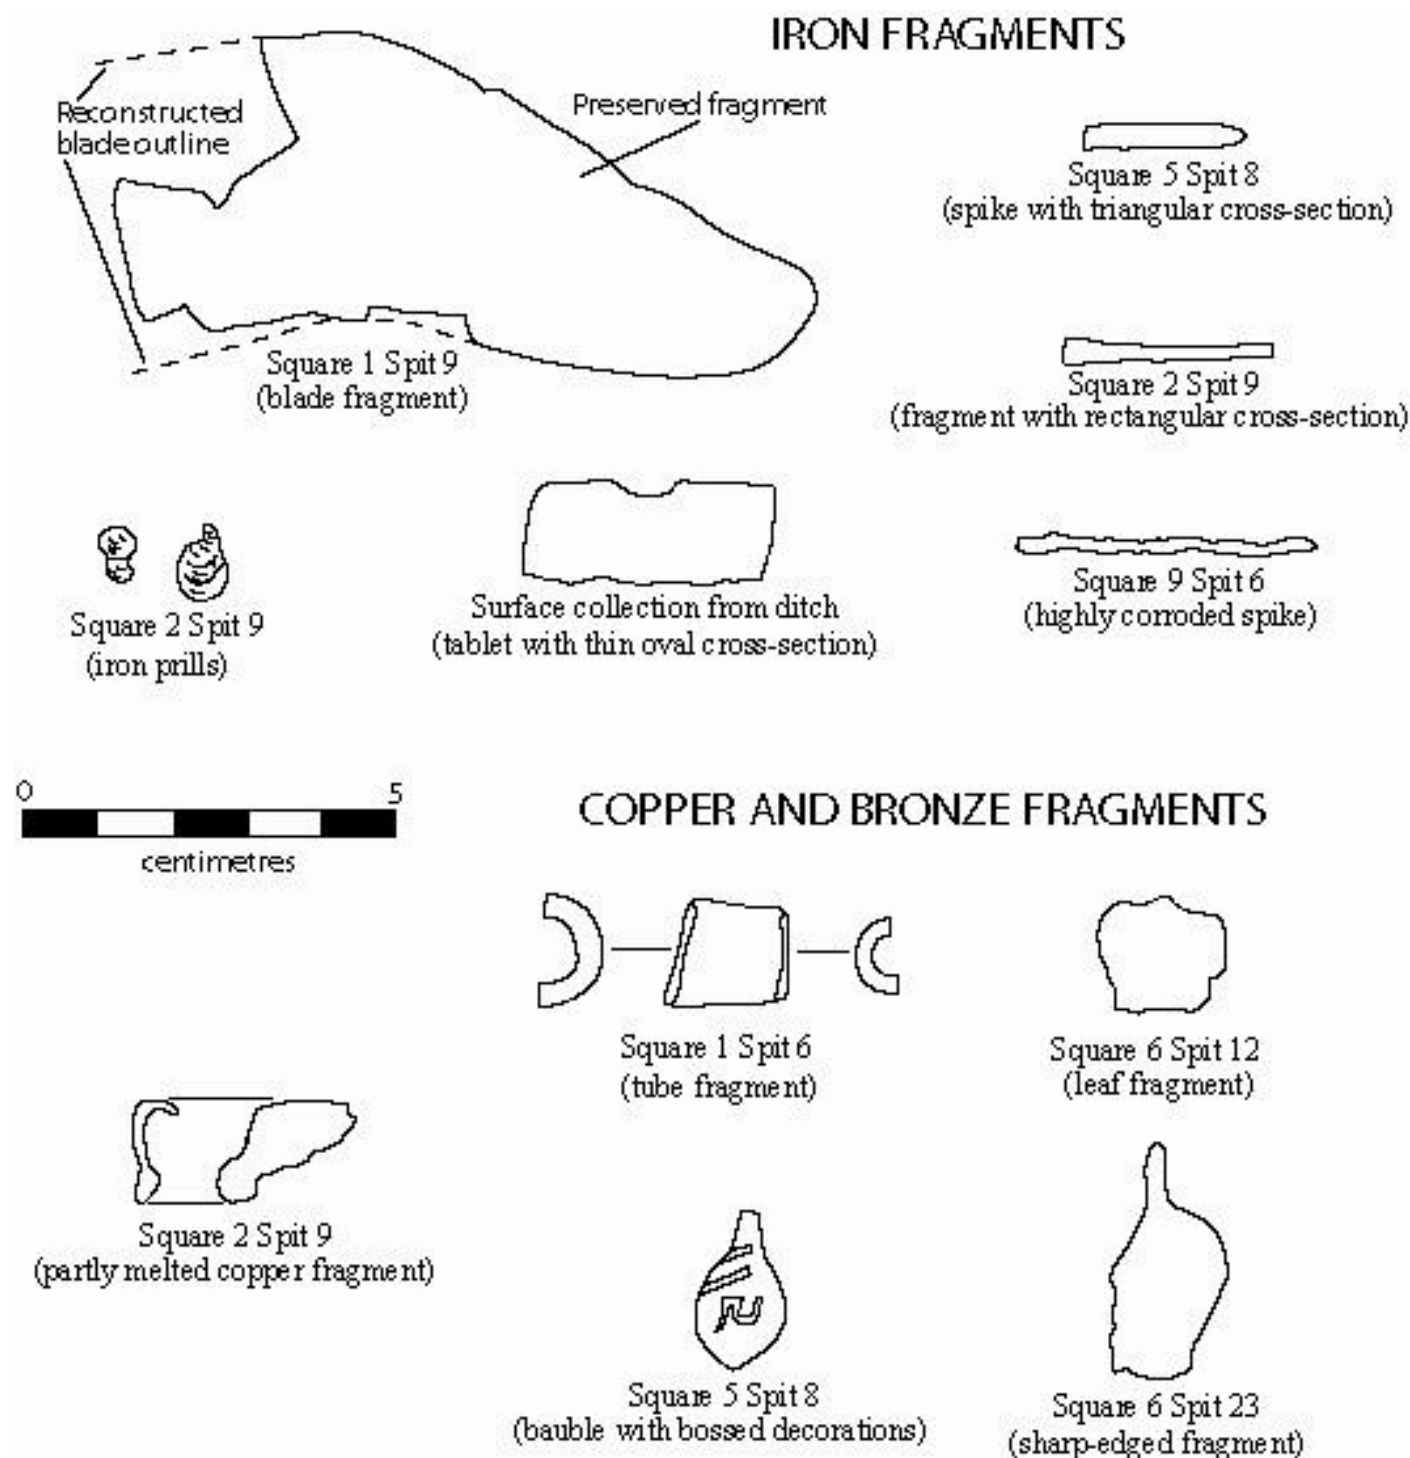 IRON FRAGMENTS
Reconstructed
blade outline
Preserved fragment
Square 5 Spit 8
(spike with triangular cross-section)
Square 1 Spit 9
(blade fragment)
Square 2 Spit 9
(fragment with rectangular cross-section)
Square 2 Spit 9
(iron prills)
Surface collection from ditch
(tablet with thin oval cross-section)
Square 9 Spit 6
(highly corroded spike)
0 5
centimetres
COPPER AND BRONZE FRAGMENTS
Square 1 Spit 6
(tube fragment)
Square 6 Spit 12
(leaf fragment)
Square 2 Spit 9
(partly melted copper fragment)
Square 5 Spit 8
(bauble with bossed decorations)
Square 6 Spit 23
(sharp-edged fragment)